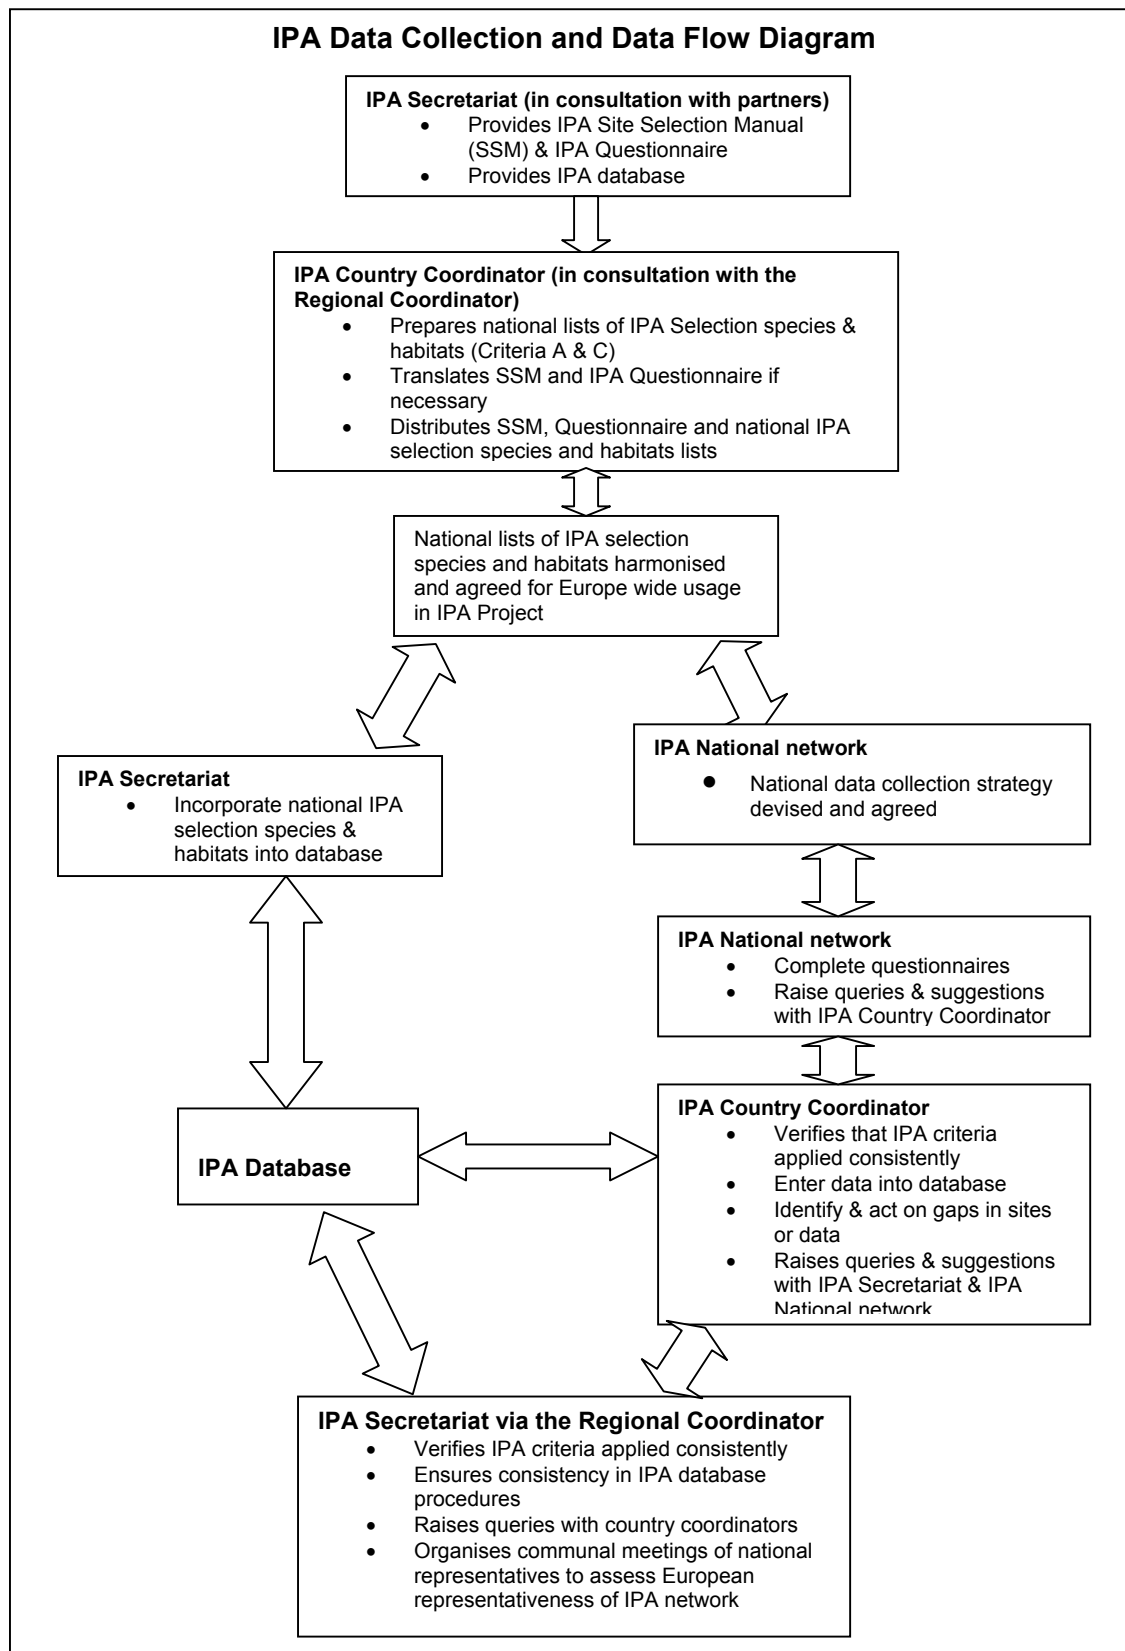 IPA Data Collection and Data Flow Diagram
IPA Secretariat (in consultation with partners)
• Provides IPA Site Selection Manual
(SSM) & IPA Questionnaire
• Provides IPA database
IPA Country Coordinator (in consultation with the
Regional Coordinator)
• Prepares national lists of IPA Selection species &
habitats (Criteria A & C)
• Translates SSM and IPA Questionnaire if
necessary
• Distributes SSM, Questionnaire and national IPA
selection species and habitats lists
National lists of IPA selection
species and habitats harmonised
and agreed for Europe wide usage
in IPA Project
IPA Secretariat
• Incorporate national IPA
selection species &
habitats into database
IPA National network
• National data collection strategy
devised and agreed
IPA National network
• Complete questionnaires
• Raise queries & suggestions
with IPA Country Coordinator
IPA Database
IPA Country Coordinator
• Verifies that IPA criteria
applied consistently
• Enter data into database
• Identify & act on gaps in sites
or data
• Raises queries & suggestions
with IPA Secretariat & IPA
National network.
IPA Secretariat via the Regional Coordinator
• Verifies IPA criteria applied consistently
• Ensures consistency in IPA database
procedures
• Raises queries with country coordinators
• Organises communal meetings of national
representatives to assess European
representativeness of IPA network